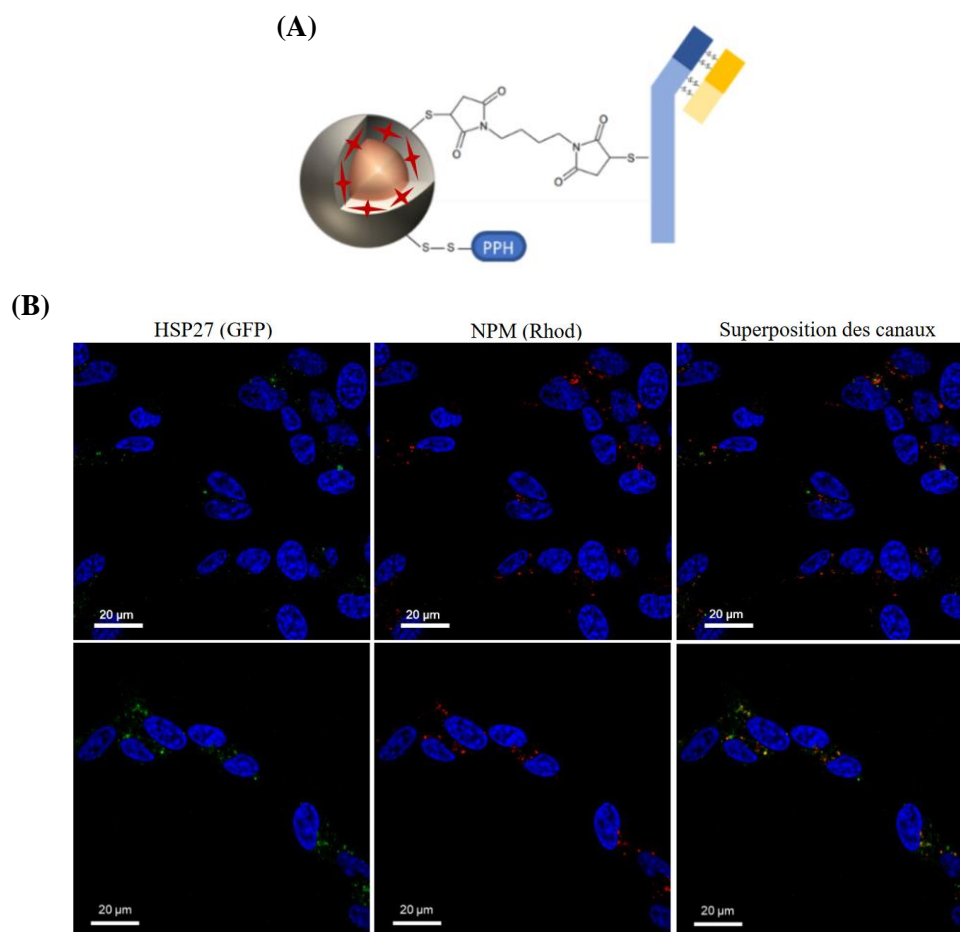 (A)
O
S
N
O
O
N
O
S
S
S
S
S
S
S
PPH
(B)
HSP27 (GFP)
NPM (Rhod)
Superposition des canaux
20 µm
20 µm
20 µm
20 µm
20 µm
20 µm